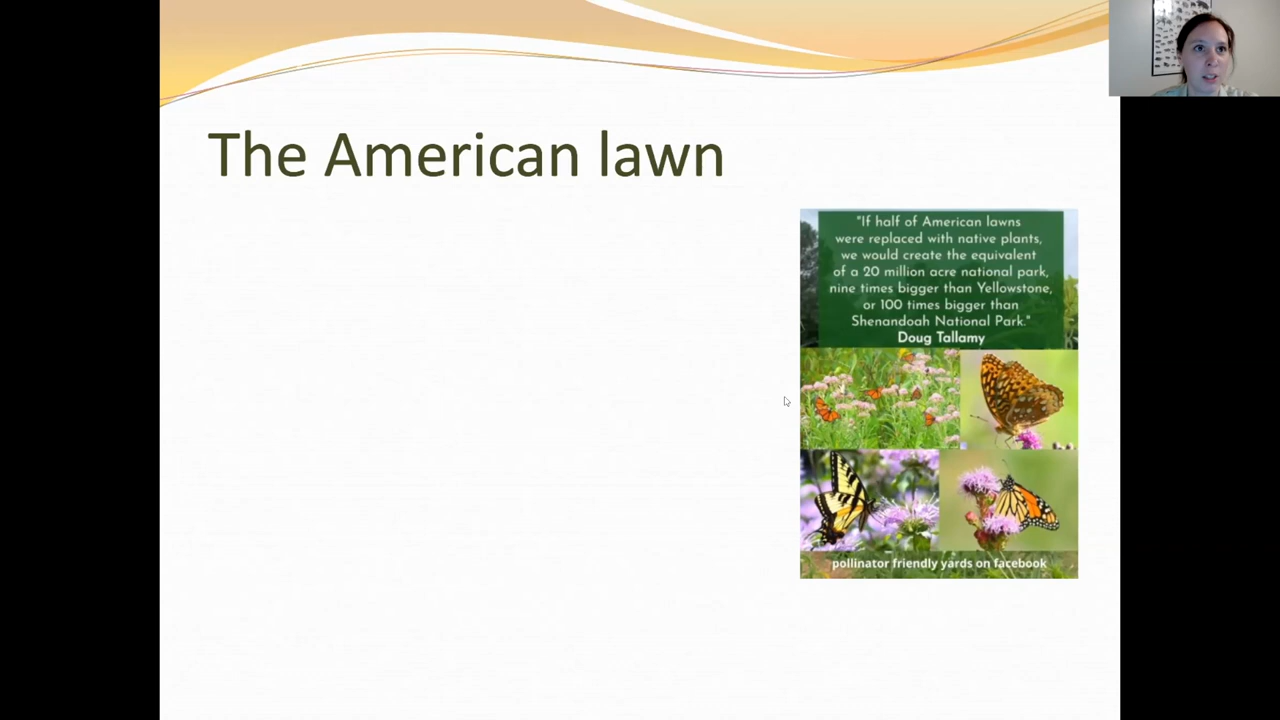 The American lawn
"If half of American lawns
were replaced with native plants,
we would create the equivalent
of a 20 million acre national park,
nine times bigger than Yellowstone,
or 100 times bigger than
Shenandoah National Park."
Doug Tallamy
pollinator friendly yards on facebook